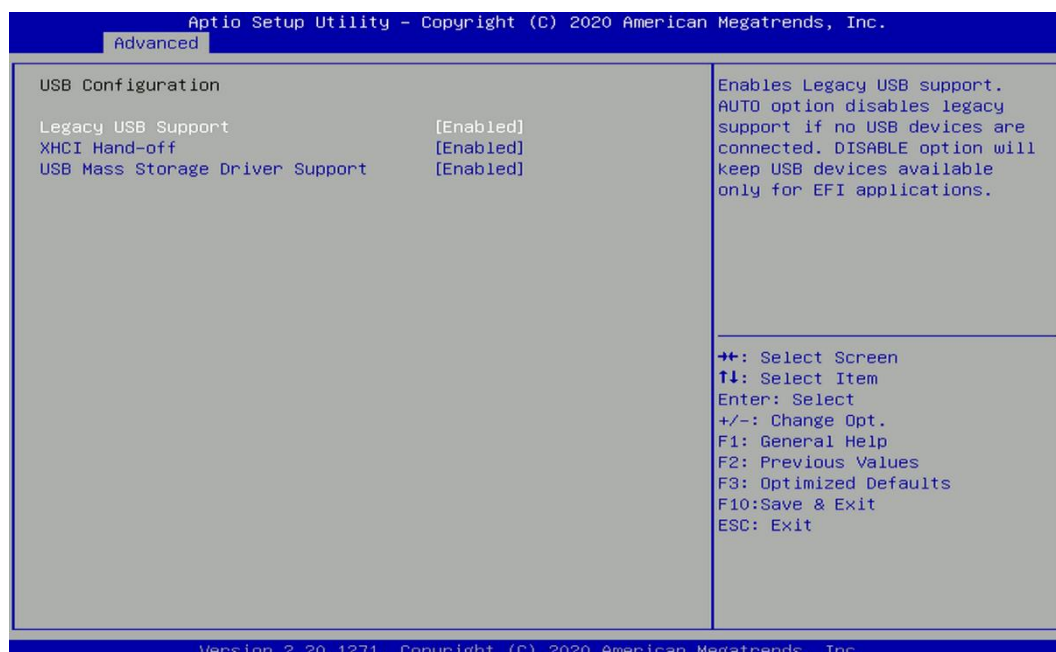 Aptio Setup Utility – Copyright (C) 2020 American Megatrends, Inc.
Advanced
USB Configuration
Legacy USB Support [Enabled]
XHCI Hand-off [Enabled]
USB Mass Storage Driver Support [Enabled]
Enables Legacy USB support.
AUTO option disables legacy
support if no USB devices are
connected. DISABLE option will
keep USB devices available
only for EFI applications.
→←: Select Screen
↑↓: Select Item
Enter: Select
+/-: Change Opt.
F1: General Help
F2: Previous Values
F3: Optimized Defaults
F10:Save & Exit
ESC: Exit
Version 2.20.1271. Copyright (C) 2020 American Megatrends, Inc.